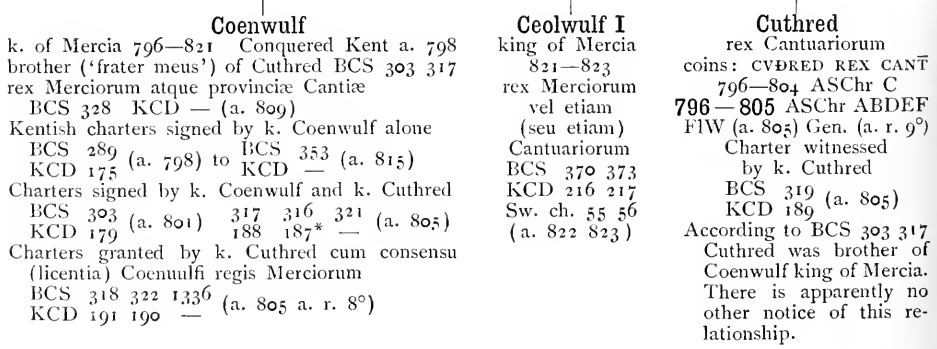 Coenwulf
k. of Mercia 796—821 Conquered Kent a. 798
brother (‘frater meus’) of Cuthred BCS 303 317
rex Merciorum atque provinciæ Cantiæ
BCS 328 KCD — (a. 809)
Kentish charters signed by k. Coenwulf alone
BCS 289 (a. 798) to BCS 353 (a. 815)
KCD 175 KCD —
Charters signed by k. Coenwulf and k. Cuthred
BCS 303 (a. 801) 317 316 321 (a. 805)
KCD 179 188 187* —
Charters granted by k. Cuthred cum consensu
(licentia) Coenuulfi regis Merciorum
BCS 318 322 1336 (a. 805 a. r. 8°)
KCD 191 190 —
Ceolwulf I
king of Mercia
821—823
rex Merciorum
vel etiam
(seu etiam)
Cantuariorum
BCS 370 373
KCD 216 217
Sw. ch. 55 56
(a. 822 823)
Cuthred
rex Cantuariorum
coins: CVÐRED REX CANT̅
796—804 ASChr C
796—805 ASChr ABDEF
FlW (a. 805) Gen. (a. r. 9°)
Charter witnessed
by k. Cuthred
BCS 319 (a. 805)
KCD 189
According to BCS 303 317
Cuthred was brother of
Coenwulf king of Mercia.
There is apparently no
other notice of this re-
lationship.